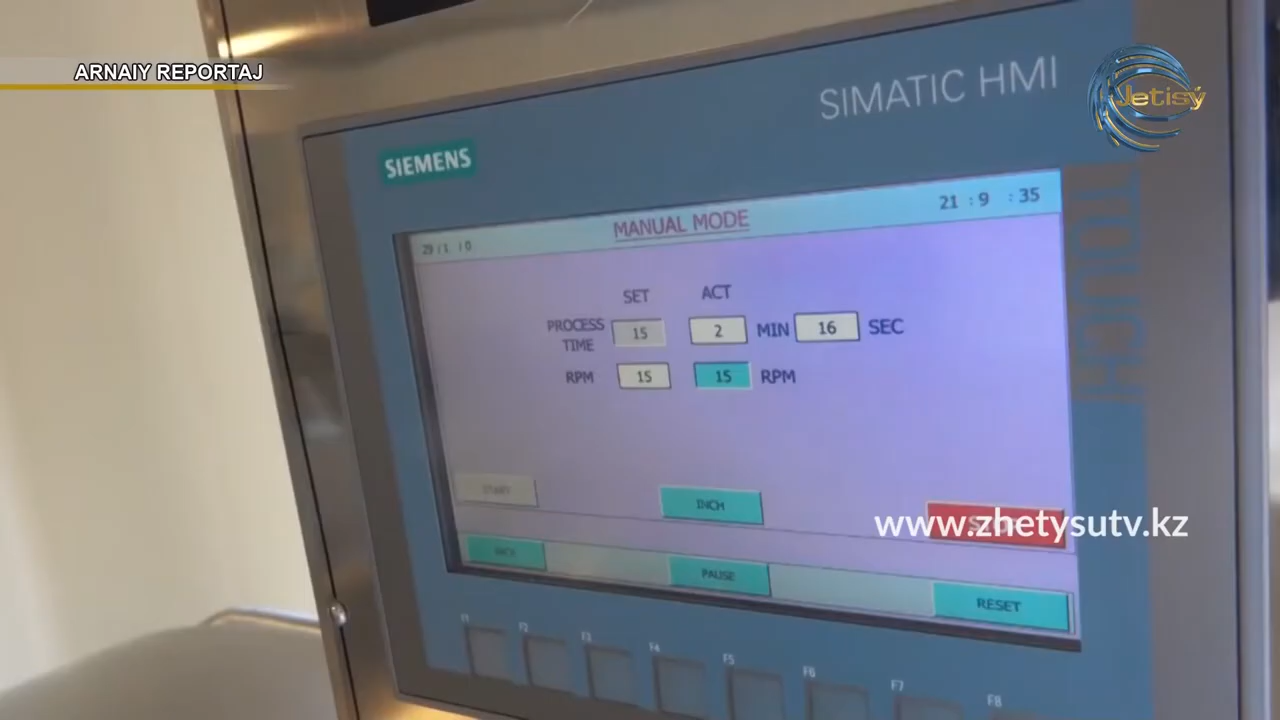 ARNAIY REPORTAJ
Jetisý
SIMATIC HMI
SIEMENS
TOUCH
29 / 1 / 0
MANUAL MODE
21 : 9 : 35
SET ACT
PROCESS TIME 15 2 MIN 16 SEC
RPM 15 15 RPM
START INCH STOP
www.zhetysutv.kz
BACK PAUSE RESET
F1 F2 F3 F4 F5 F6 F7 F8